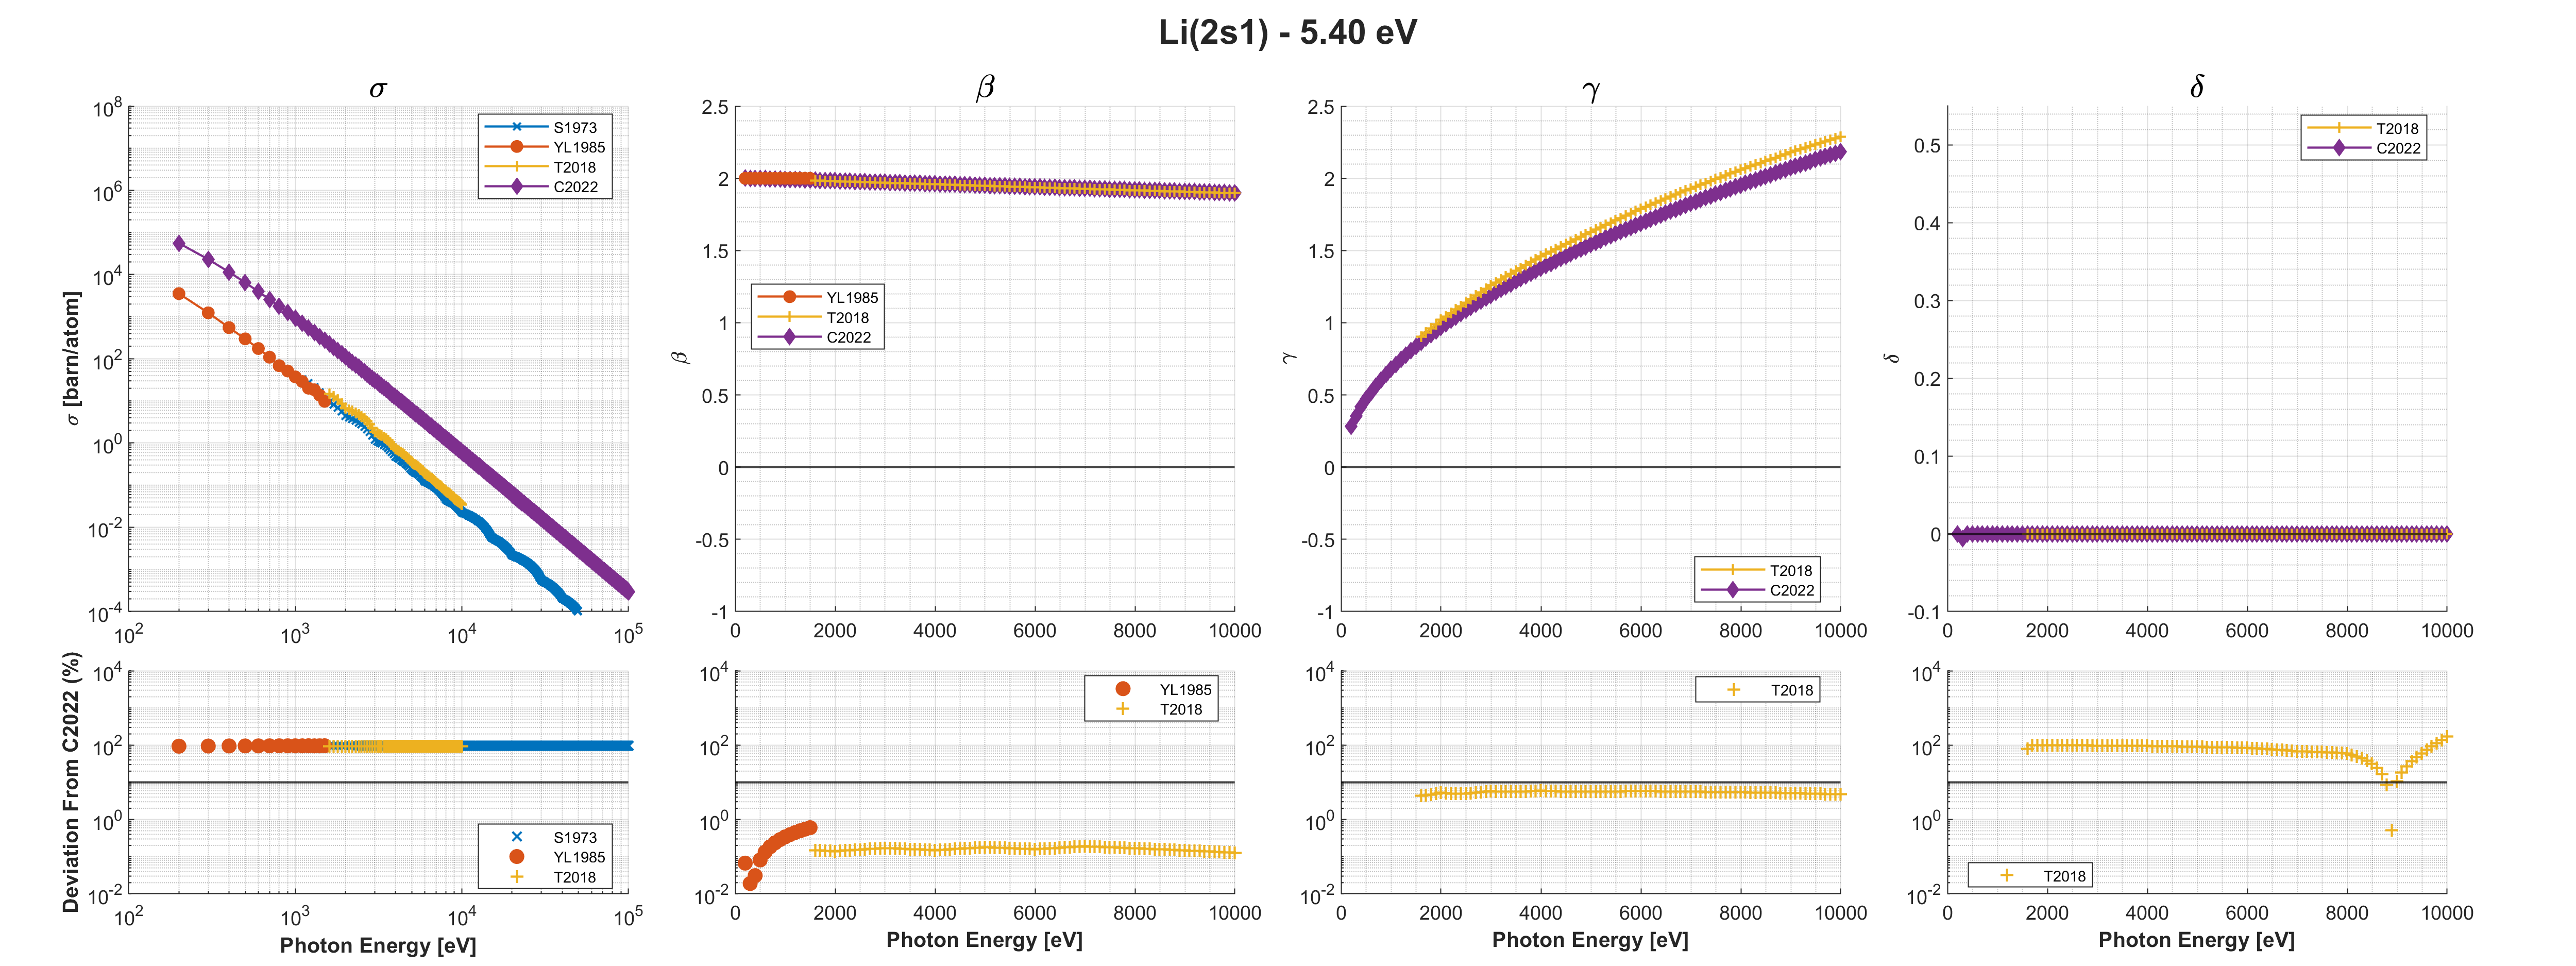 Li(2s1) - 5.40 eV
σ
σ [barn/atom]
10^8
10^6
10^4
10^2
10^0
10^-2
10^-4
10^2 10^3 10^4 10^5
S1973
YL1985
T2018
C2022
β
β
2.5
2
1.5
1
0.5
0
-0.5
-1
0 2000 4000 6000 8000 10000
YL1985
T2018
C2022
γ
γ
2.5
2
1.5
1
0.5
0
-0.5
-1
0 2000 4000 6000 8000 10000
T2018
C2022
δ
δ
0.5
0.4
0.3
0.2
0.1
0
-0.1
0 2000 4000 6000 8000 10000
T2018
C2022
Deviation From C2022 (%)
10^4
10^2
10^0
10^-2
10^2 10^3 10^4 10^5
S1973
YL1985
T2018
Photon Energy [eV]
10^4
10^2
10^0
10^-2
0 2000 4000 6000 8000 10000
YL1985
T2018
Photon Energy [eV]
10^4
10^2
10^0
10^-2
0 2000 4000 6000 8000 10000
T2018
Photon Energy [eV]
10^4
10^2
10^0
10^-2
0 2000 4000 6000 8000 10000
T2018
Photon Energy [eV]